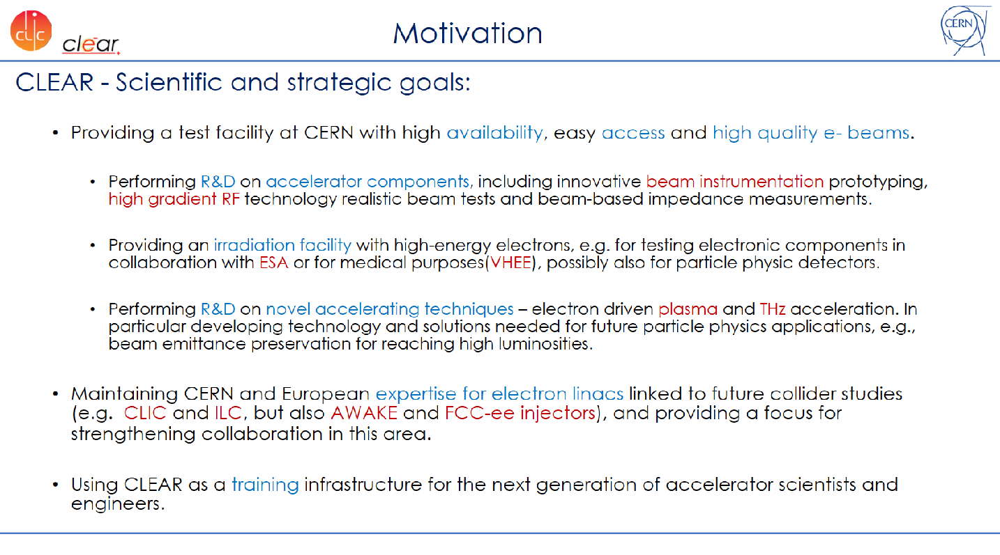 CLIC
clear
Motivation
CERN
CLEAR - Scientific and strategic goals:
• Providing a test facility at CERN with high availability, easy access and high quality e- beams.
• Performing R&D on accelerator components, including innovative beam instrumentation prototyping,
high gradient RF technology realistic beam tests and beam-based impedance measurements.
• Providing an irradiation facility with high-energy electrons, e.g. for testing electronic components in
collaboration with ESA or for medical purposes(VHEE), possibly also for particle physic detectors.
• Performing R&D on novel accelerating techniques – electron driven plasma and THz acceleration. In
particular developing technology and solutions needed for future particle physics applications, e.g.,
beam emittance preservation for reaching high luminosities.
• Maintaining CERN and European expertise for electron linacs linked to future collider studies
(e.g. CLIC and ILC, but also AWAKE and FCC-ee injectors), and providing a focus for
strengthening collaboration in this area.
• Using CLEAR as a training infrastructure for the next generation of accelerator scientists and
engineers.